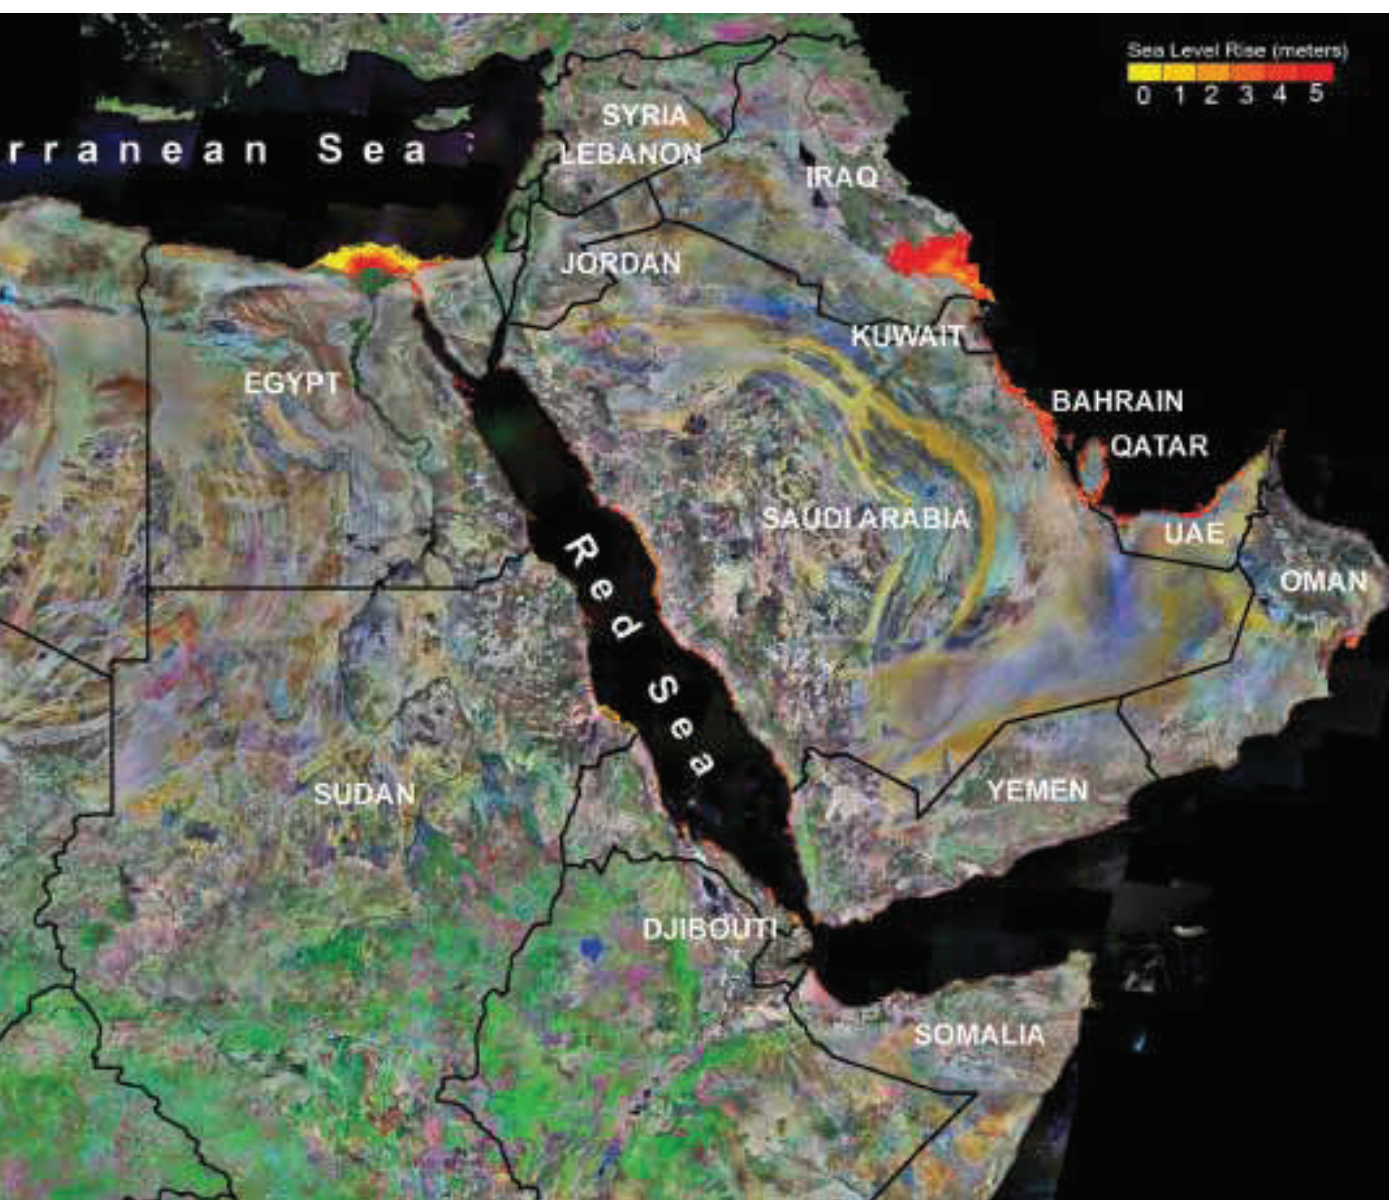 Sea Level Rise (meters)
0 1 2 3 4 5
SYRIA
rranean Sea
LEBANON
IRAQ
JORDAN
KUWAIT
EGYPT
BAHRAIN
QATAR
SAUDI ARABIA
UAE
Red Sea
OMAN
SUDAN
YEMEN
DJIBOUTI
SOMALIA